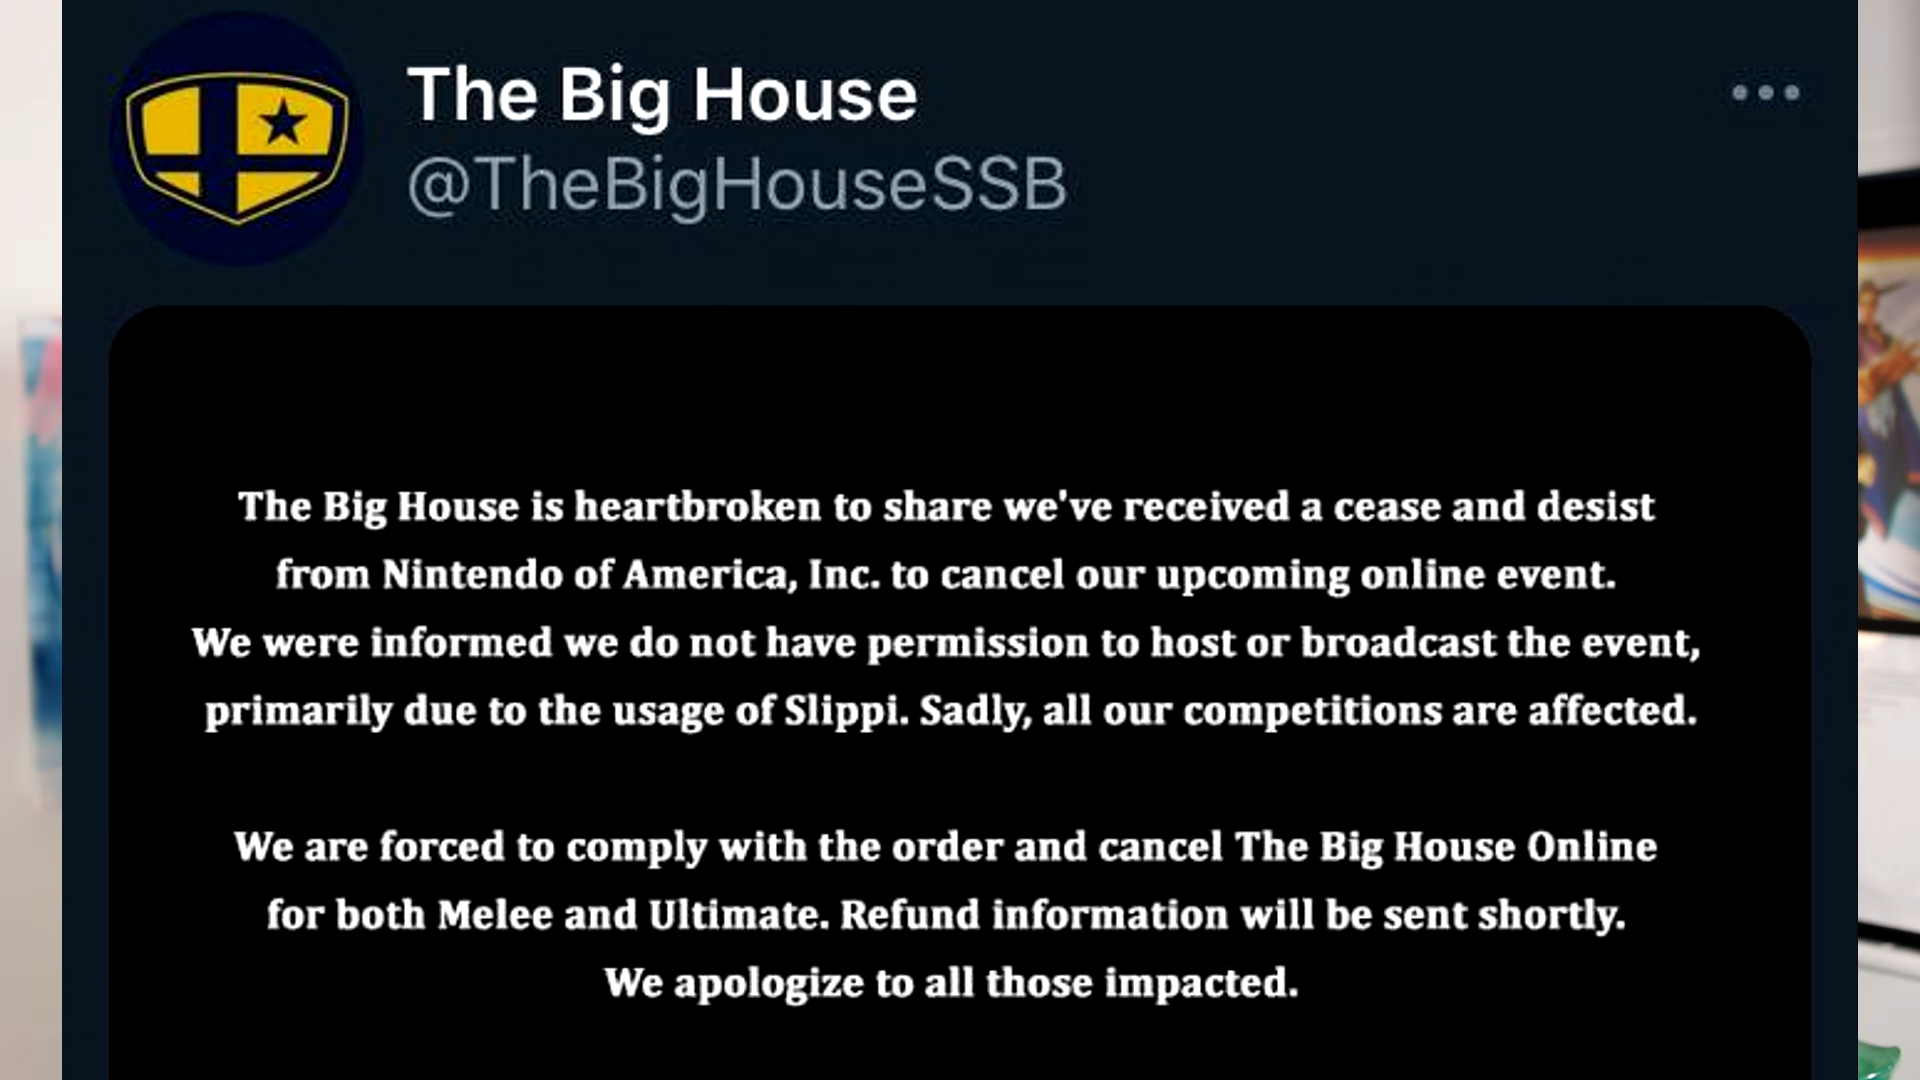 The Big House
@TheBigHouseSSB
The Big House is heartbroken to share we've received a cease and desist
from Nintendo of America, Inc. to cancel our upcoming online event.
We were informed we do not have permission to host or broadcast the event,
primarily due to the usage of Slippi. Sadly, all our competitions are affected.
We are forced to comply with the order and cancel The Big House Online
for both Melee and Ultimate. Refund information will be sent shortly.
We apologize to all those impacted.